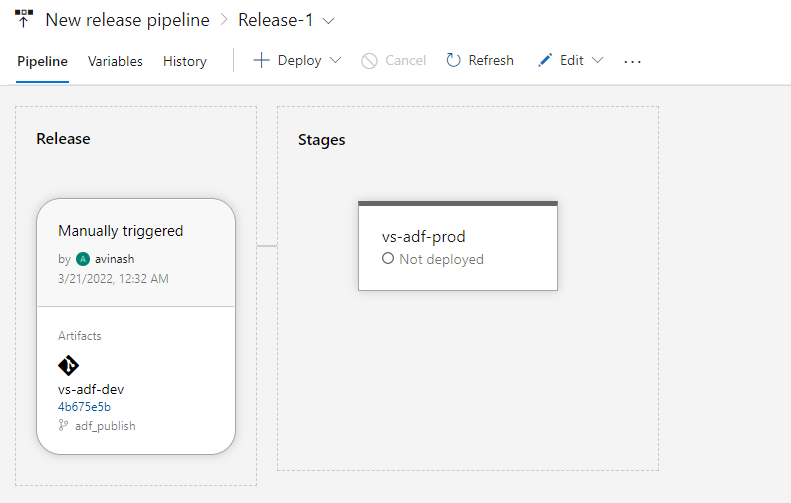 New release pipeline > Release-1
Pipeline Variables History Deploy Cancel Refresh Edit ...
Release
Stages
Manually triggered
by A avinash
3/21/2022, 12:32 AM
vs-adf-prod
Not deployed
Artifacts
vs-adf-dev
4b675e5b
adf_publish